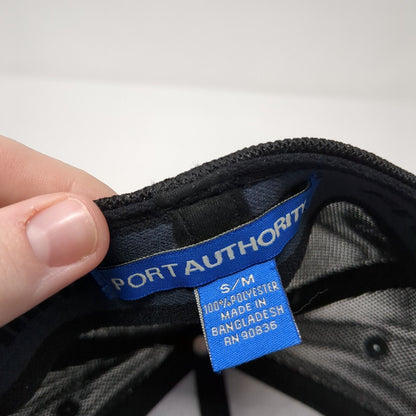 PORT AUTHORITY
S/M
100% POLYESTER
MADE IN
BANGLADESH
RN 90836